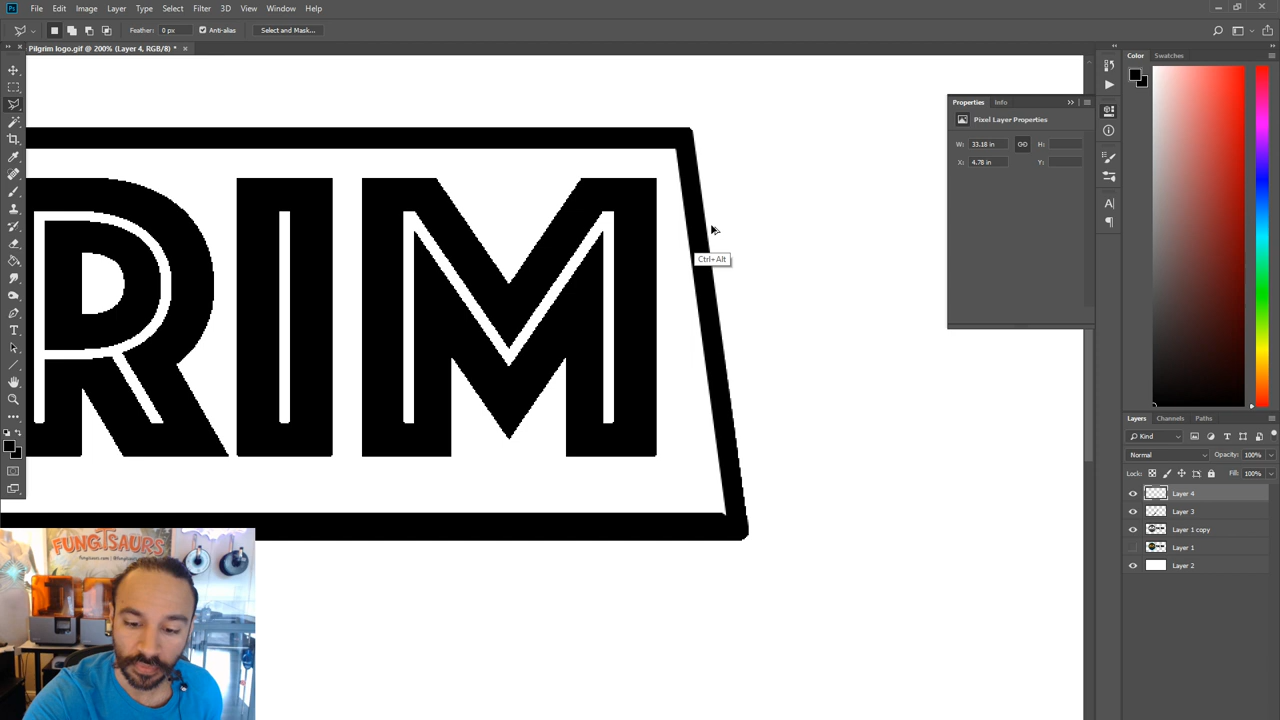 File Edit Image Layer Type Select Filter 3D View Window Help
Feather: 0 px Anti-alias Select and Mask...
Pilgrim logo.gif @ 200% (Layer 4, RGB/8) *
Color Swatches
Properties Info
Pixel Layer Properties
W: 33.18 in H:
X: 4.78 in Y:
RIM
Ctrl+Alt
Layers Channels Paths
Kind
Normal Opacity: 100%
Lock: Fill: 100%
Layer 4
Layer 3
Layer 1 copy
Layer 1
Layer 2
FUNGISAURS